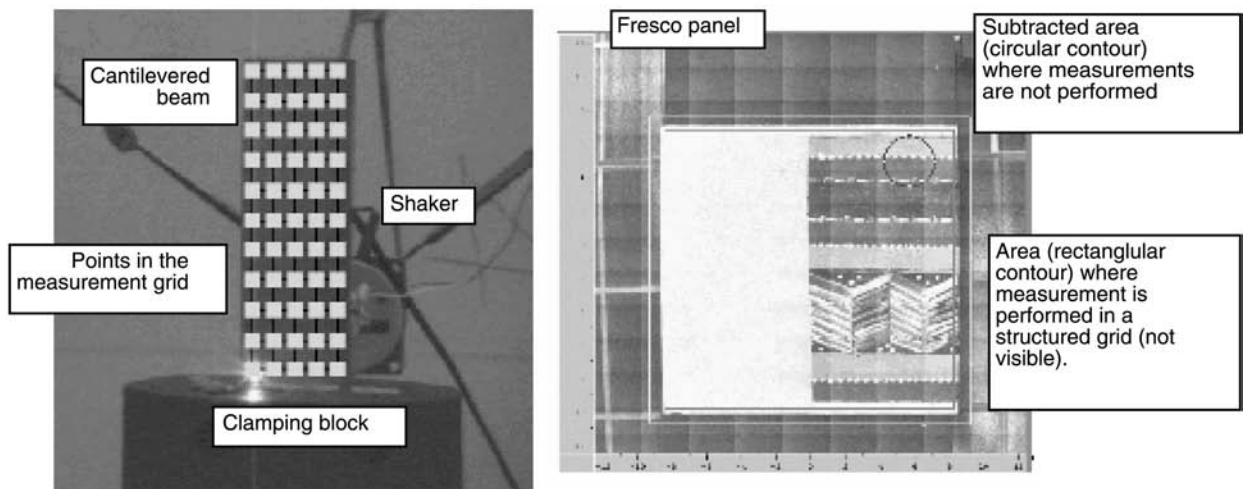 Cantilevered
beam
Shaker
Points in the
measurement grid
Clamping block
Fresco panel
Subtracted area
(circular contour)
where measurements
are not performed
Area (rectanglular
contour) where
measurement is
performed in a
structured grid (not
visible).